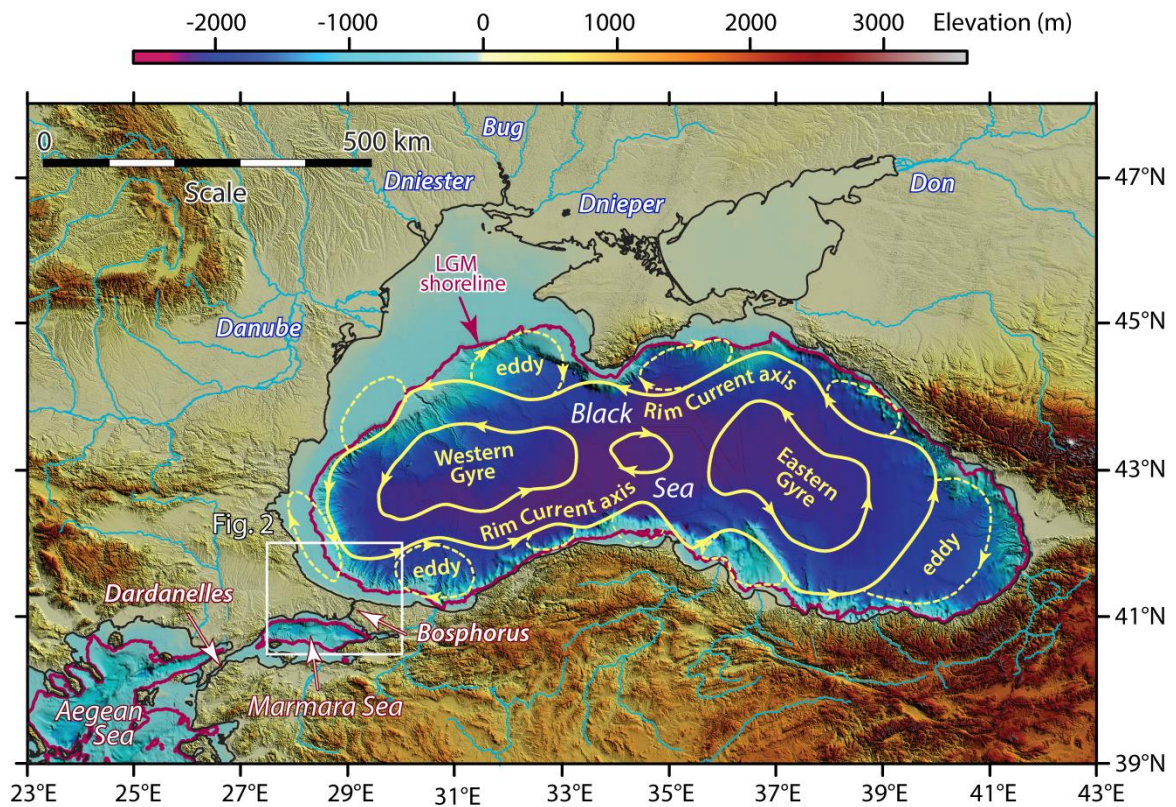 -2000 -1000 0 1000 2000 3000 Elevation (m)
0 500 km
Scale
Bug
Dniester
Dnieper
Don
47°N
LGM
shoreline
Danube
45°N
eddy
Rim Current axis
Black
Western
Gyre
Eastern
Gyre
43°N
Sea
Rim Current axis
Fig. 2
eddy
eddy
Dardanelles
41°N
Bosphorus
Marmara Sea
Aegean
Sea
39°N
23°E 25°E 27°E 29°E 31°E 33°E 35°E 37°E 39°E 41°E 43°E